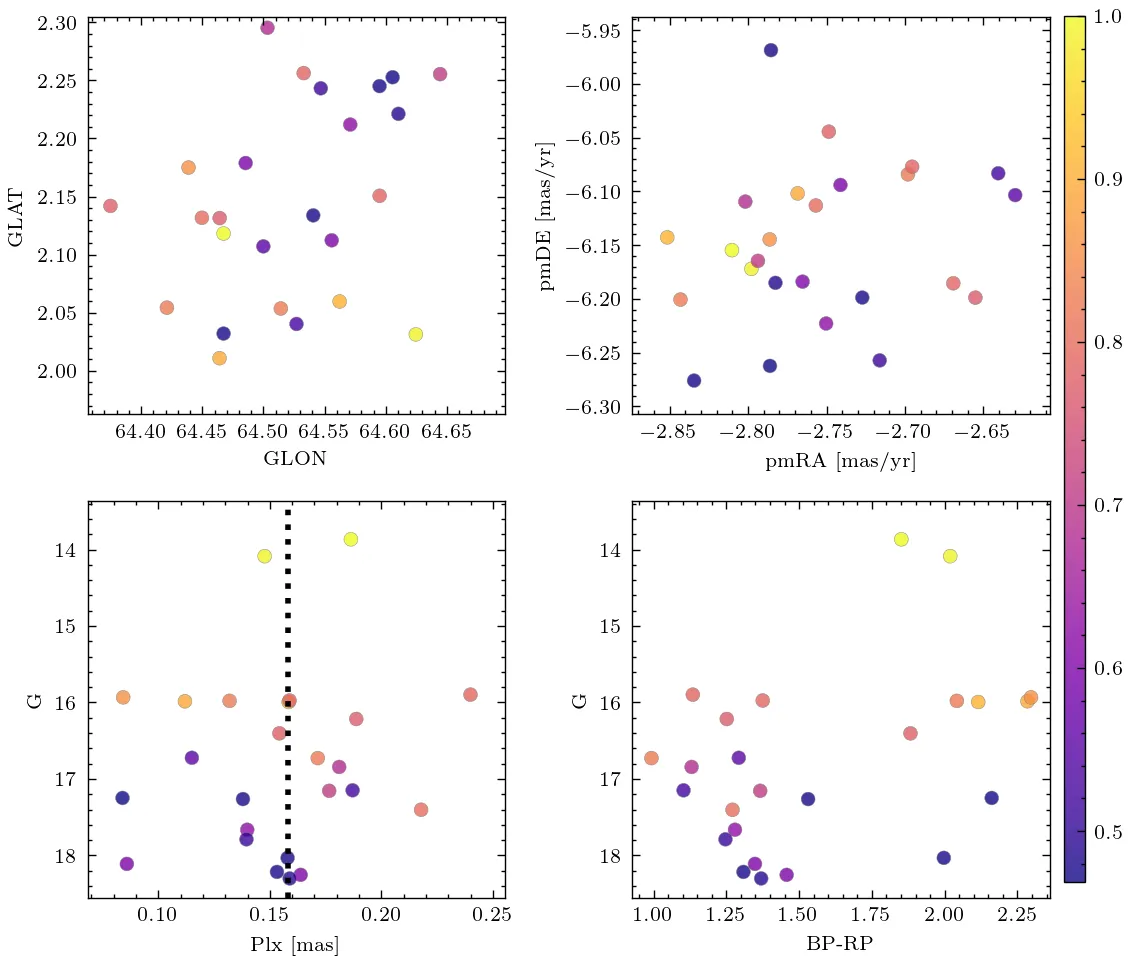 2.30
2.25
2.20
2.15
2.10
2.05
2.00
GLAT
64.40 64.45 64.50 64.55 64.60 64.65
GLON
−5.95
−6.00
−6.05
−6.10
−6.15
−6.20
−6.25
−6.30
pmDE [mas/yr]
−2.85 −2.80 −2.75 −2.70 −2.65
pmRA [mas/yr]
1.0
0.9
0.8
0.7
0.6
0.5
14
15
16
17
18
G
0.10 0.15 0.20 0.25
Plx [mas]
14
15
16
17
18
G
1.00 1.25 1.50 1.75 2.00 2.25
BP-RP